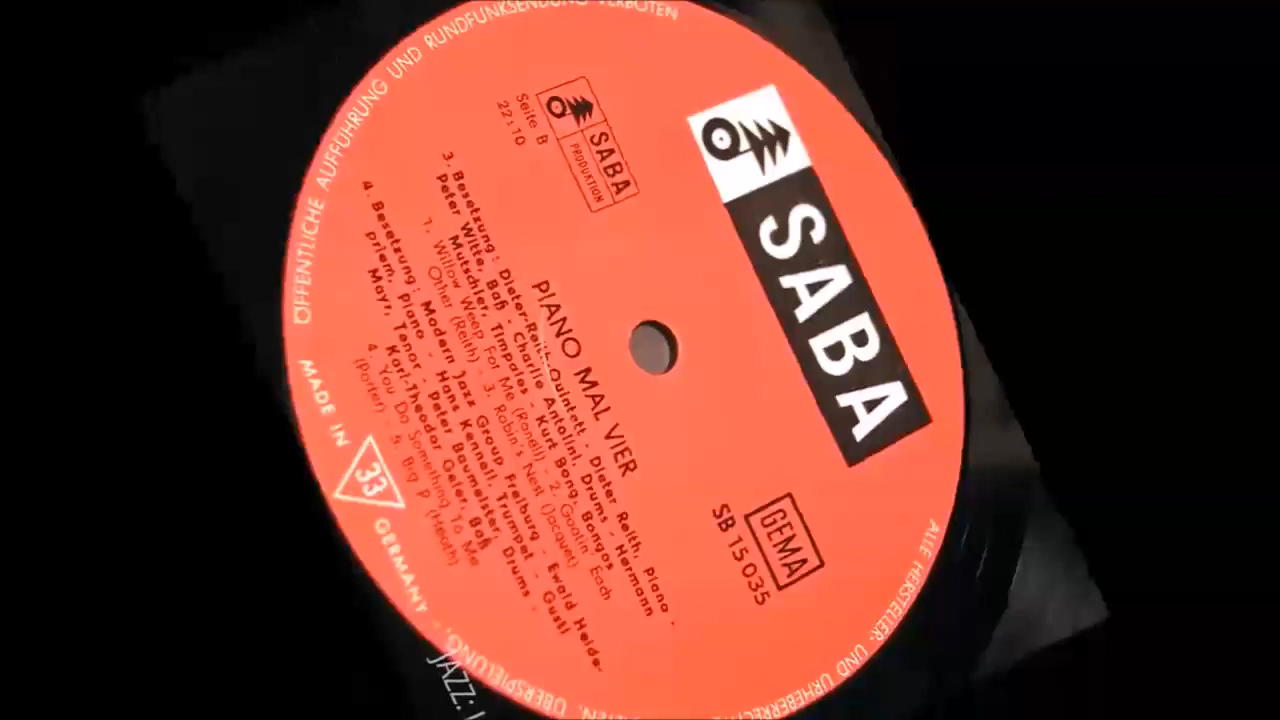 SABA
SABA
PRODUKTION
Seite B
22:10
GEMA
SB 15 035
PIANO MAL VIER
3. Besetzung: Dieter-Reith-Quintett - Dieter Reith, piano -
Peter Witte, Baß - Charlie Antolini, Drums - Hermann
Mutschler, Timpales - Kurt Bong, Bongos
1. Willow Weep For Me (Ronell) - 2. Goatin' Each
Other (Reith) - 3. Robin's Nest (Jacquet)
4. Besetzung: Modern Jazz Group Freiburg - Ewald Heide-
priem, piano - Hans Kennel, Trumpet - Gustl
Mayr, Tenor - Peter Baumeister, Drums -
Karl-Theodor Geier, Baß
4. You Do Something To Me
(Porter) - 5. Big P (Heath)
ALLE HERSTELLER- UND URHEBERRECHTE
ÜBERSPIELUNG,
ÖFFENTLICHE AUFFÜHRUNG UND RUNDFUNKSENDUNG VERBOTEN
MADE IN 33 GERMANY -
JAZZ: